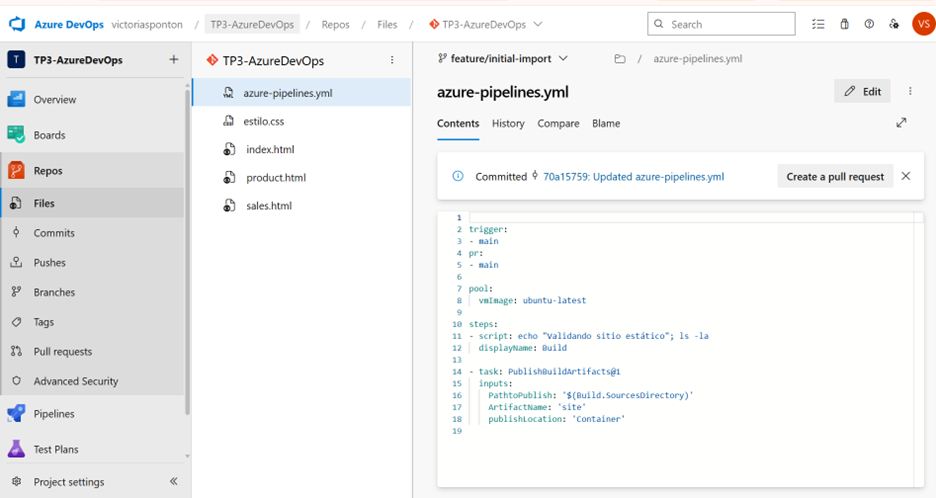 Azure DevOps victoriasponton / TP3-AzureDevOps / Repos / Files / TP3-AzureDevOps
Search
VS
T TP3-AzureDevOps +
Overview
Boards
Repos
Files
Commits
Pushes
Branches
Tags
Pull requests
Advanced Security
Pipelines
Test Plans
Project settings
TP3-AzureDevOps
azure-pipelines.yml
estilo.css
index.html
product.html
sales.html
feature/initial-import / azure-pipelines.yml
azure-pipelines.yml
Edit
Contents History Compare Blame
Committed 70a15759: Updated azure-pipelines.yml
Create a pull request
1
2 trigger:
3 - main
4 pr:
5 - main
6
7 pool:
8 vmImage: ubuntu-latest
9
10 steps:
11 - script: echo "Validando sitio estático"; ls -la
12 displayName: Build
13
14 - task: PublishBuildArtifacts@1
15 inputs:
16 PathtoPublish: '$(Build.SourcesDirectory)'
17 ArtifactName: 'site'
18 publishLocation: 'Container'
19